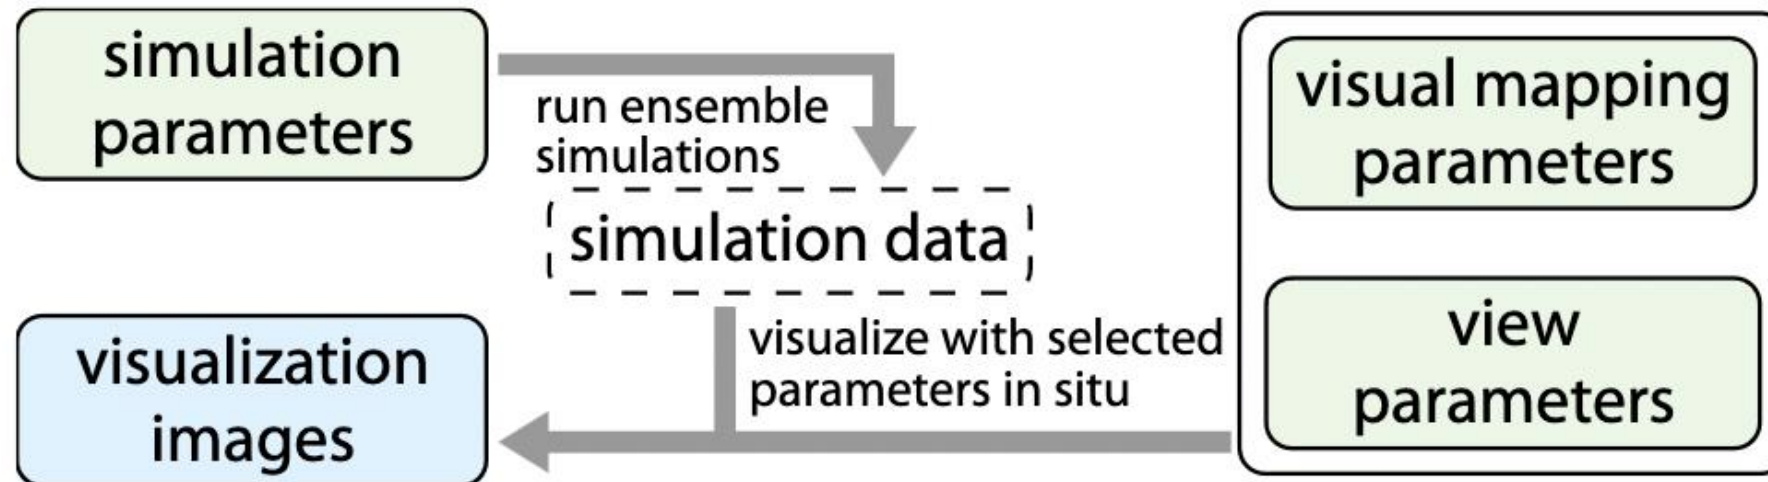 simulation
parameters
run ensemble
simulations
simulation data
visual mapping
parameters
view
parameters
visualize with selected
parameters in situ
visualization
images